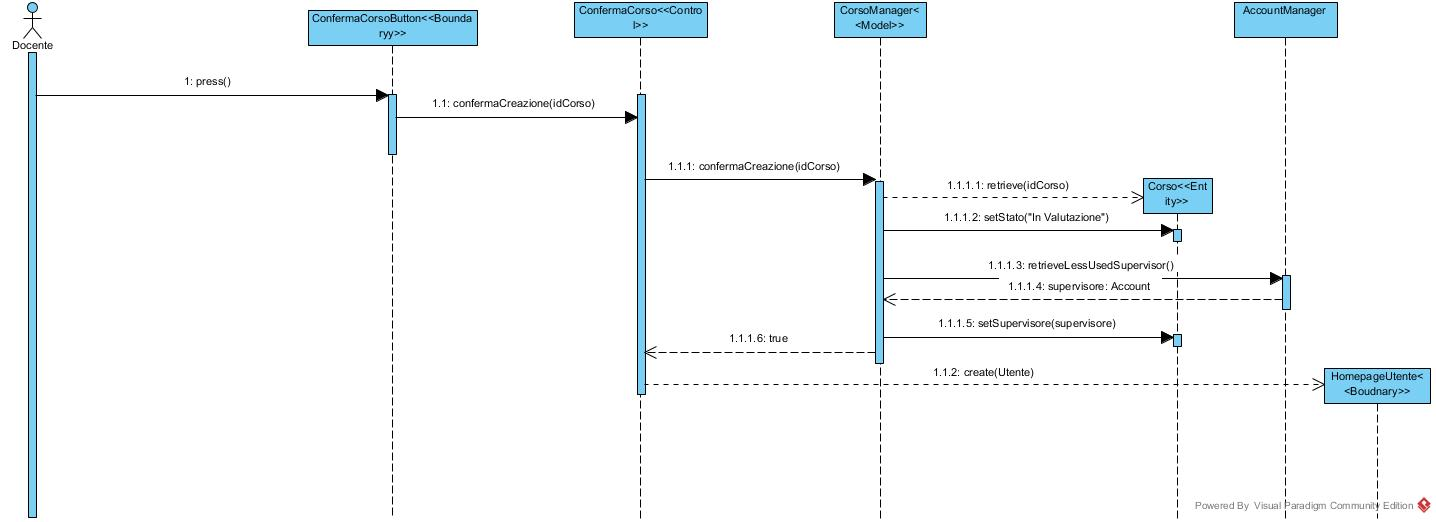 Docente
ConfermaCorsoButton<<Bounda
ryy>>
ConfermaCorso<<Contro
l>>
CorsoManager<
<Model>>
AccountManager
1: press()
1.1: confermaCreazione(idCorso)
1.1.1: confermaCreazione(idCorso)
1.1.1.1: retrieve(idCorso)
Corso<<Ent
ity>>
1.1.1.2: setStato("In Valutazione")
1.1.1.3: retrieveLessUsedSupervisor()
1.1.1.4: supervisore: Account
1.1.1.5: setSupervisore(supervisore)
1.1.1.6: true
1.1.2: create(Utente)
HomepageUtente<
<Boudnary>>
Powered By Visual Paradigm Community Edition